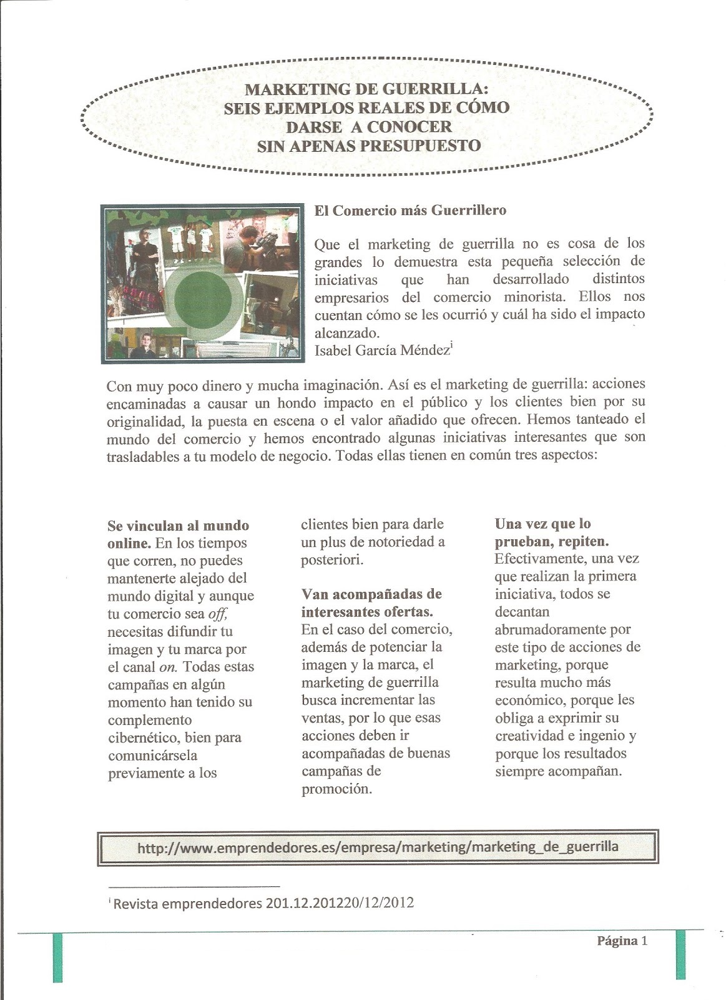 MARKETING DE GUERRILLA:
SEIS EJEMPLOS REALES DE CÓMO
DARSE A CONOCER
SIN APENAS PRESUPUESTO
El Comercio más Guerrillero
Que el marketing de guerrilla no es cosa de los
grandes lo demuestra esta pequeña selección de
iniciativas que han desarrollado distintos
empresarios del comercio minorista. Ellos nos
cuentan cómo se les ocurrió y cuál ha sido el impacto
alcanzado.
Isabel García Méndez i
Con muy poco dinero y mucha imaginación. Así es el marketing de guerrilla: acciones
encaminadas a causar un hondo impacto en el público y los clientes bien por su
originalidad, la puesta en escena o el valor añadido que ofrecen. Hemos tanteado el
mundo del comercio y hemos encontrado algunas iniciativas interesantes que son
trasladables a tu modelo de negocio. Todas ellas tienen en común tres aspectos:
Se vinculan al mundo
online. En los tiempos
que corren, no puedes
mantenerte alejado del
mundo digital y aunque
tu comercio sea off,
necesitas difundir tu
imagen y tu marca por
el canal on. Todas estas
campañas en algún
momento han tenido su
complemento
cibernético, bien para
comunicársela
previamente a los
clientes bien para darle
un plus de notoriedad a
posteriori.
Van acompañadas de
interesantes ofertas.
En el caso del comercio,
además de potenciar la
imagen y la marca, el
marketing de guerrilla
busca incrementar las
ventas, por lo que esas
acciones deben ir
acompañadas de buenas
campañas de
promoción.
Una vez que lo
prueban, repiten.
Efectivamente, una vez
que realizan la primera
iniciativa, todos se
decantan
abrumadoramente por
este tipo de acciones de
marketing, porque
resulta mucho más
económico, porque les
obliga a exprimir su
creatividad e ingenio y
porque los resultados
siempre acompañan.
http://www.emprendedores.es/empresa/marketing/marketing_de_guerrilla
i Revista emprendedores 201.12.201220/12/2012
Página 1